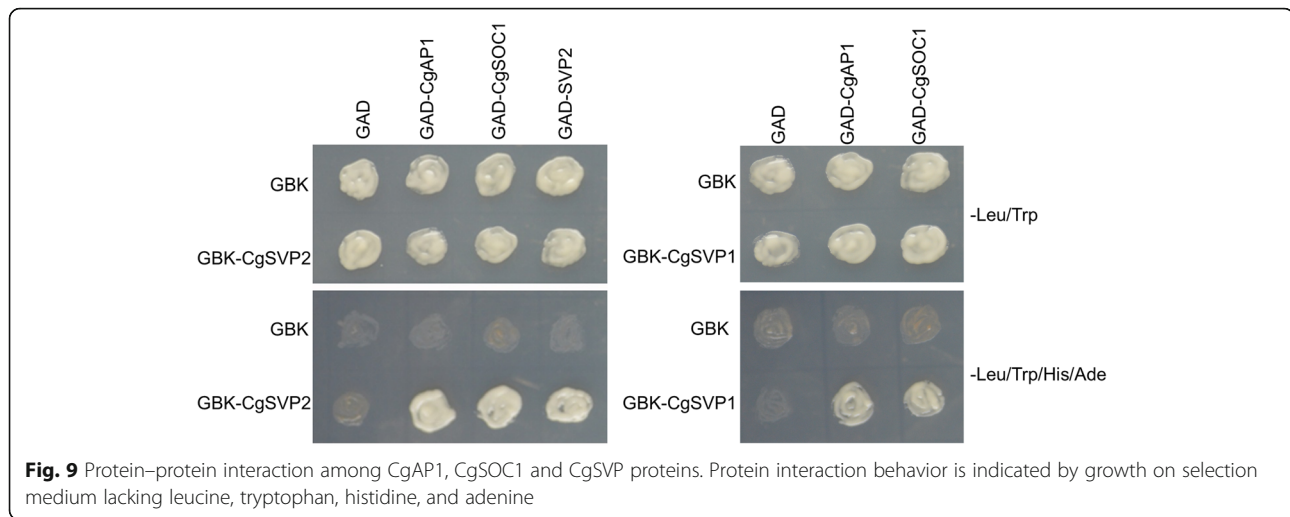 GAD
GAD-CgAP1
GAD-CgSOC1
GAD-SVP2
GAD
GAD-CgAP1
GAD-CgSOC1
GBK
GBK-CgSVP2
GBK
GBK-CgSVP1
-Leu/Trp
GBK
GBK-CgSVP2
GBK
GBK-CgSVP1
-Leu/Trp/His/Ade
Fig. 9 Protein–protein interaction among CgAP1, CgSOC1 and CgSVP proteins. Protein interaction behavior is indicated by growth on selection
medium lacking leucine, tryptophan, histidine, and adenine